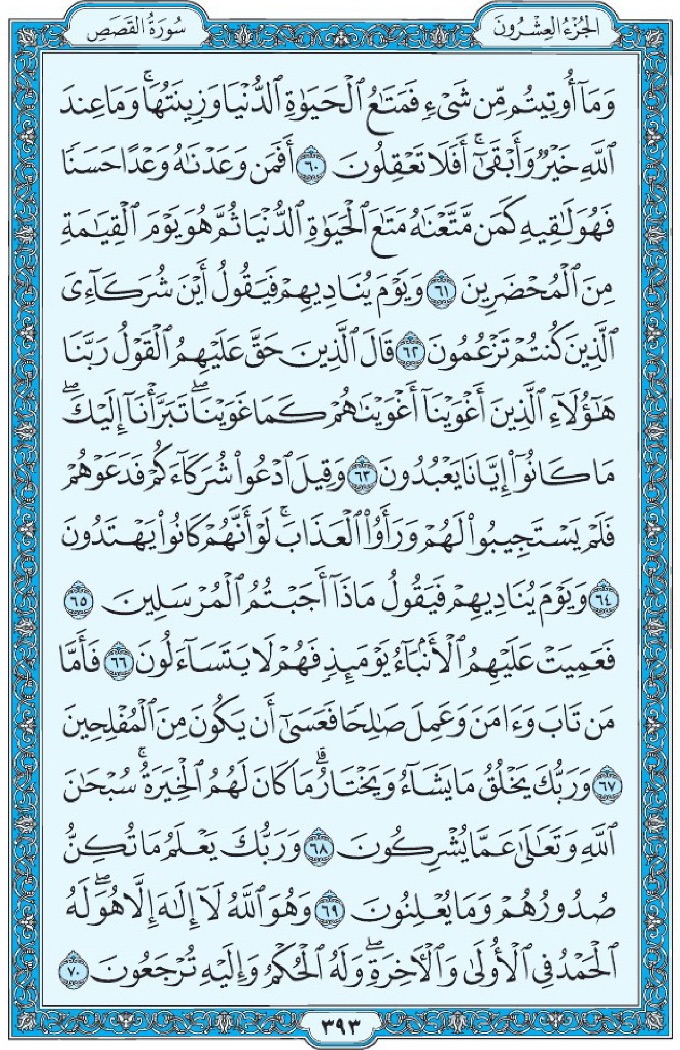 الجُزْءُ العِشْرُونَ
سُورَةُ القَصَصِ
وَمَآ أُوتِيتُم مِّن شَىْءٍ فَمَتَٰعُ ٱلْحَيَوٰةِ ٱلدُّنْيَا وَزِينَتُهَا ۚ وَمَا عِندَ
ٱللَّهِ خَيْرٌ وَأَبْقَىٰٓ ۚ أَفَلَا تَعْقِلُونَ ٦٠ أَفَمَن وَعَدْنَٰهُ وَعْدًا حَسَنًا
فَهُوَ لَٰقِيهِ كَمَن مَّتَّعْنَٰهُ مَتَٰعَ ٱلْحَيَوٰةِ ٱلدُّنْيَا ثُمَّ هُوَ يَوْمَ ٱلْقِيَٰمَةِ
مِنَ ٱلْمُحْضَرِينَ ٦١ وَيَوْمَ يُنَادِيهِمْ فَيَقُولُ أَيْنَ شُرَكَآءِىَ
ٱلَّذِينَ كُنتُمْ تَزْعُمُونَ ٦٢ قَالَ ٱلَّذِينَ حَقَّ عَلَيْهِمُ ٱلْقَوْلُ رَبَّنَا
هَٰٓؤُلَآءِ ٱلَّذِينَ أَغْوَيْنَآ أَغْوَيْنَٰهُمْ كَمَا غَوَيْنَا ۖ تَبَرَّأْنَآ إِلَيْكَ ۖ
مَا كَانُوٓا۟ إِيَّانَا يَعْبُدُونَ ٦٣ وَقِيلَ ٱدْعُوا۟ شُرَكَآءَكُمْ فَدَعَوْهُمْ
فَلَمْ يَسْتَجِيبُوا۟ لَهُمْ وَرَأَوُا۟ ٱلْعَذَابَ ۚ لَوْ أَنَّهُمْ كَانُوا۟ يَهْتَدُونَ
٦٤ وَيَوْمَ يُنَادِيهِمْ فَيَقُولُ مَاذَآ أَجَبْتُمُ ٱلْمُرْسَلِينَ ٦٥
فَعَمِيَتْ عَلَيْهِمُ ٱلْأَنۢبَآءُ يَوْمَئِذٍ فَهُمْ لَا يَتَسَآءَلُونَ ٦٦ فَأَمَّا
مَن تَابَ وَءَامَنَ وَعَمِلَ صَٰلِحًا فَعَسَىٰٓ أَن يَكُونَ مِنَ ٱلْمُفْلِحِينَ
٦٧ وَرَبُّكَ يَخْلُقُ مَا يَشَآءُ وَيَخْتَارُ ۗ مَا كَانَ لَهُمُ ٱلْخِيَرَةُ ۚ سُبْحَٰنَ
ٱللَّهِ وَتَعَٰلَىٰ عَمَّا يُشْرِكُونَ ٦٨ وَرَبُّكَ يَعْلَمُ مَا تُكِنُّ
صُدُورُهُمْ وَمَا يُعْلِنُونَ ٦٩ وَهُوَ ٱللَّهُ لَآ إِلَٰهَ إِلَّا هُوَ ۖ لَهُ
ٱلْحَمْدُ فِى ٱلْأُولَىٰ وَٱلْءَاخِرَةِ ۖ وَلَهُ ٱلْحُكْمُ وَإِلَيْهِ تُرْجَعُونَ ٧٠
٣٩٣